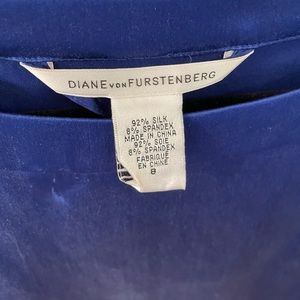 DIANE VON FURSTENBERG
92% SILK
8% SPANDEX
MADE IN CHINA
92% SOIE
8% SPANDEX
FABRIQUÉ
EN CHINE
8